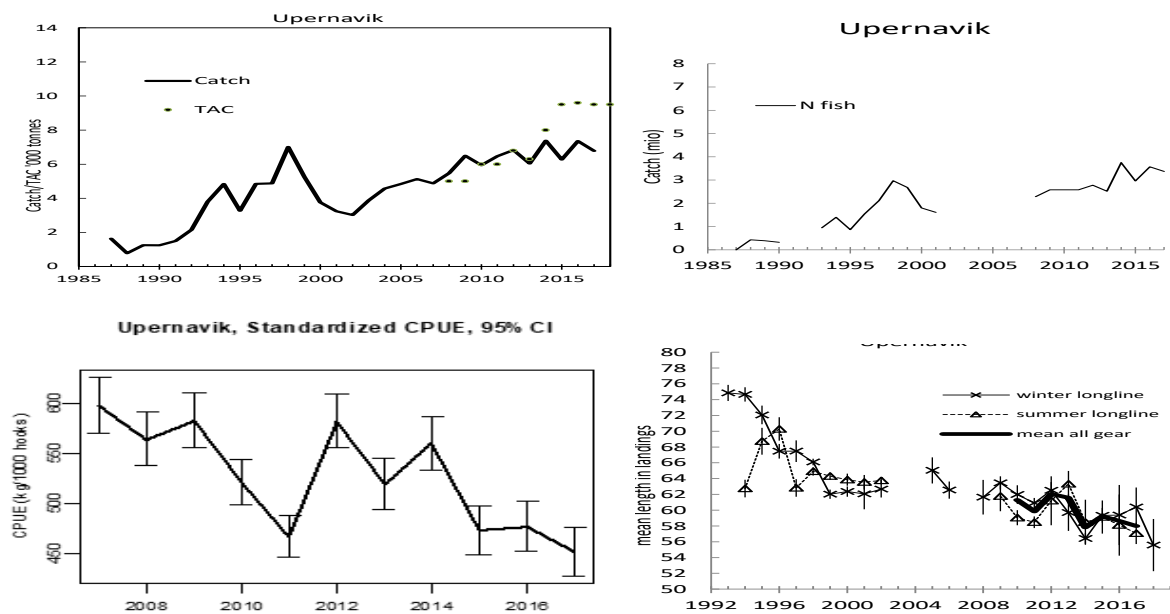 Upernavik
14
12
10
8
6
4
2
0
Catch/TAC '000 tonnes
Catch
TAC
1985 1990 1995 2000 2005 2010 2015
Upernavik
8
7
6
5
4
3
2
1
0
Catch (mio)
N fish
1985 1990 1995 2000 2005 2010 2015
Upernavik, Standardized CPUE, 95% CI
600
550
500
450
CPUE (kg/1000 hooks)
2008 2010 2012 2014 2016
80
78
76
74
72
70
68
66
64
62
60
58
56
54
52
50
mean length in landings
winter longline
summer longline
mean all gear
1992 1996 2000 2004 2008 2012 2016